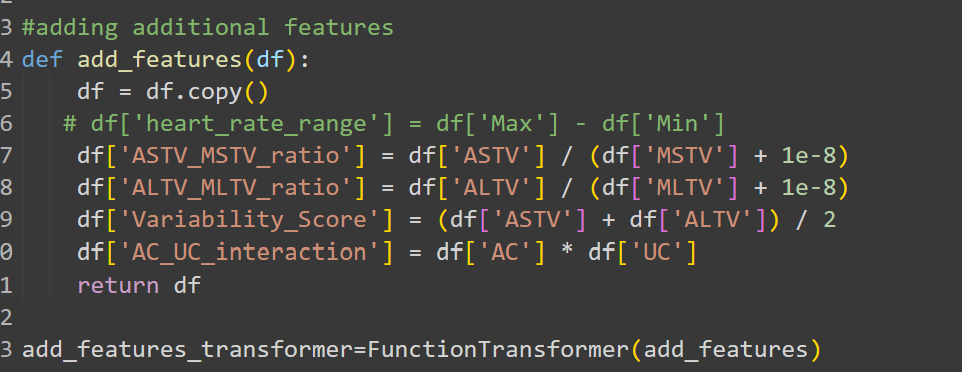 3 #adding additional features
4 def add_features(df):
5     df = df.copy()
6    # df['heart_rate_range'] = df['Max'] - df['Min']
7     df['ASTV_MSTV_ratio'] = df['ASTV'] / (df['MSTV'] + 1e-8)
8     df['ALTV_MLTV_ratio'] = df['ALTV'] / (df['MLTV'] + 1e-8)
9     df['Variability_Score'] = (df['ASTV'] + df['ALTV']) / 2
0     df['AC_UC_interaction'] = df['AC'] * df['UC']
1     return df
2
3 add_features_transformer=FunctionTransformer(add_features)